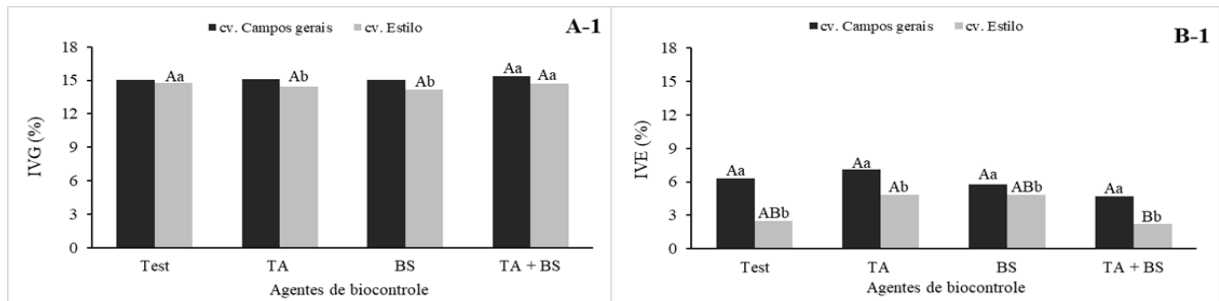 cv. Campos gerais cv. Estilo A-1
18
15
12
9
6
3
0
IVG (%)
Aa Ab Ab Aa Aa
Test TA BS TA + BS
Agentes de biocontrole
cv. Campos gerais cv. Estilo B-1
18
15
12
9
6
3
0
IVE (%)
Aa ABb Aa Ab Aa ABb Aa Bb
Test TA BS TA + BS
Agentes de biocontrole